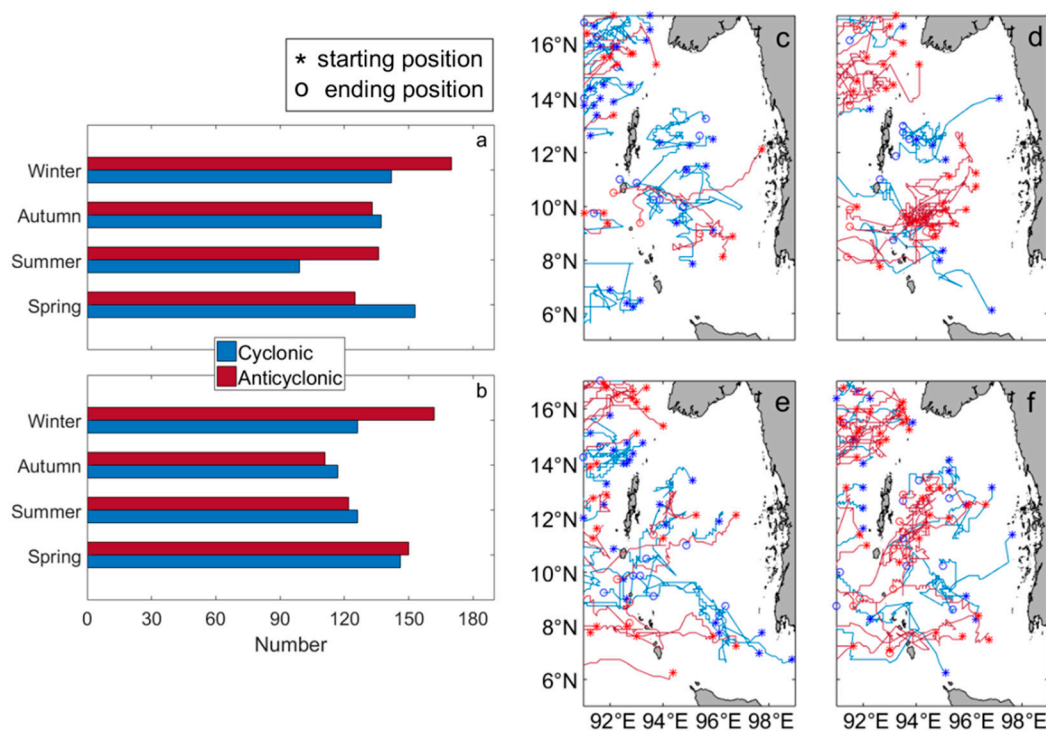 * starting position
o ending position
a
Winter
Autumn
Summer
Spring
Cyclonic
Anticyclonic
b
Winter
Autumn
Summer
Spring
0 30 60 90 120 150 180
Number
c
16°N
14°N
12°N
10°N
8°N
6°N
d
e
16°N
14°N
12°N
10°N
8°N
6°N
92°E 94°E 96°E 98°E
f
92°E 94°E 96°E 98°E